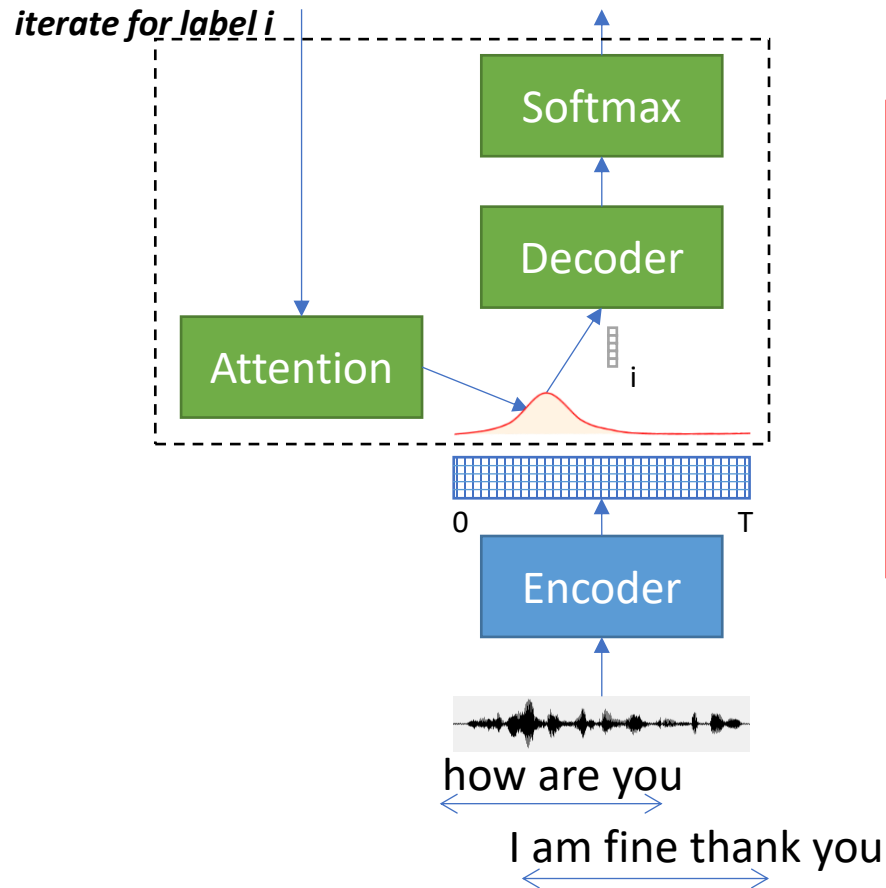 iterate for label i
Softmax
Decoder
Attention
i
0
T
Encoder
how are you
I am fine thank you